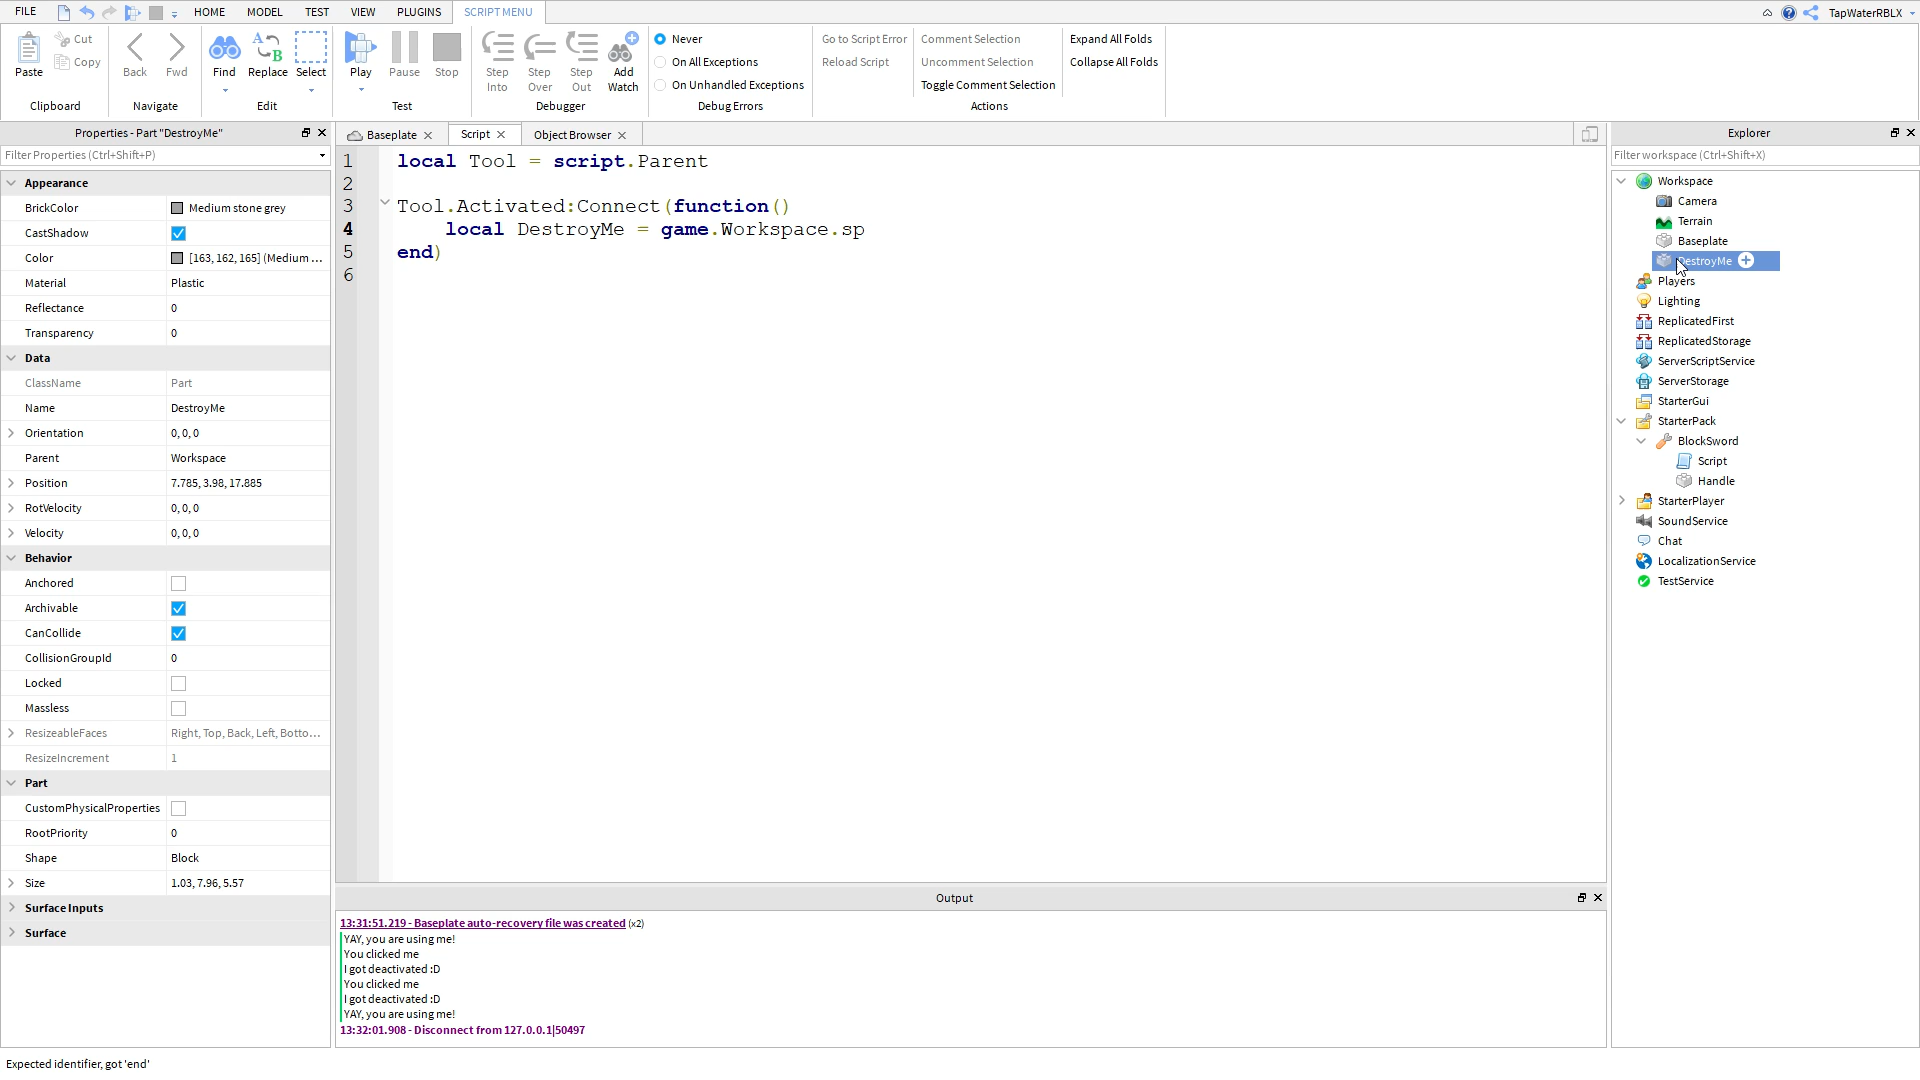 FILE
HOME
MODEL
TEST
VIEW
PLUGINS
SCRIPT MENU
TapWaterRBLX
Paste
Cut
Copy
Clipboard
Back
Fwd
Navigate
Find
Replace
Select
Edit
Play
Pause
Stop
Test
Step Into
Step Over
Step Out
Add Watch
Debugger
Never
On All Exceptions
On Unhandled Exceptions
Debug Errors
Go to Script Error
Reload Script
Comment Selection
Uncomment Selection
Toggle Comment Selection
Actions
Expand All Folds
Collapse All Folds
Properties - Part "DestroyMe"
Filter Properties (Ctrl+Shift+P)
Appearance
BrickColor Medium stone grey
CastShadow
Color [163, 162, 165] (Medium ...
Material Plastic
Reflectance 0
Transparency 0
Data
ClassName Part
Name DestroyMe
Orientation 0, 0, 0
Parent Workspace
Position 7.785, 3.98, 17.885
RotVelocity 0, 0, 0
Velocity 0, 0, 0
Behavior
Anchored
Archivable
CanCollide
CollisionGroupId 0
Locked
Massless
ResizeableFaces Right, Top, Back, Left, Botto...
ResizeIncrement 1
Part
CustomPhysicalProperties
RootPriority 0
Shape Block
Size 1.03, 7.96, 5.57
Surface Inputs
Surface
Baseplate
Script
Object Browser
1 local Tool = script.Parent
2
3 Tool.Activated:Connect(function()
4 local DestroyMe = game.Workspace.sp
5 end)
6
Output
13:31:51.219 - Baseplate auto-recovery file was created (x2)
YAY, you are using me!
You clicked me
I got deactivated :D
You clicked me
I got deactivated :D
YAY, you are using me!
13:32:01.908 - Disconnect from 127.0.0.1|50497
Explorer
Filter workspace (Ctrl+Shift+X)
Workspace
Camera
Terrain
Baseplate
DestroyMe
Players
Lighting
ReplicatedFirst
ReplicatedStorage
ServerScriptService
ServerStorage
StarterGui
StarterPack
BlockSword
Script
Handle
StarterPlayer
SoundService
Chat
LocalizationService
TestService
Expected identifier, got 'end'